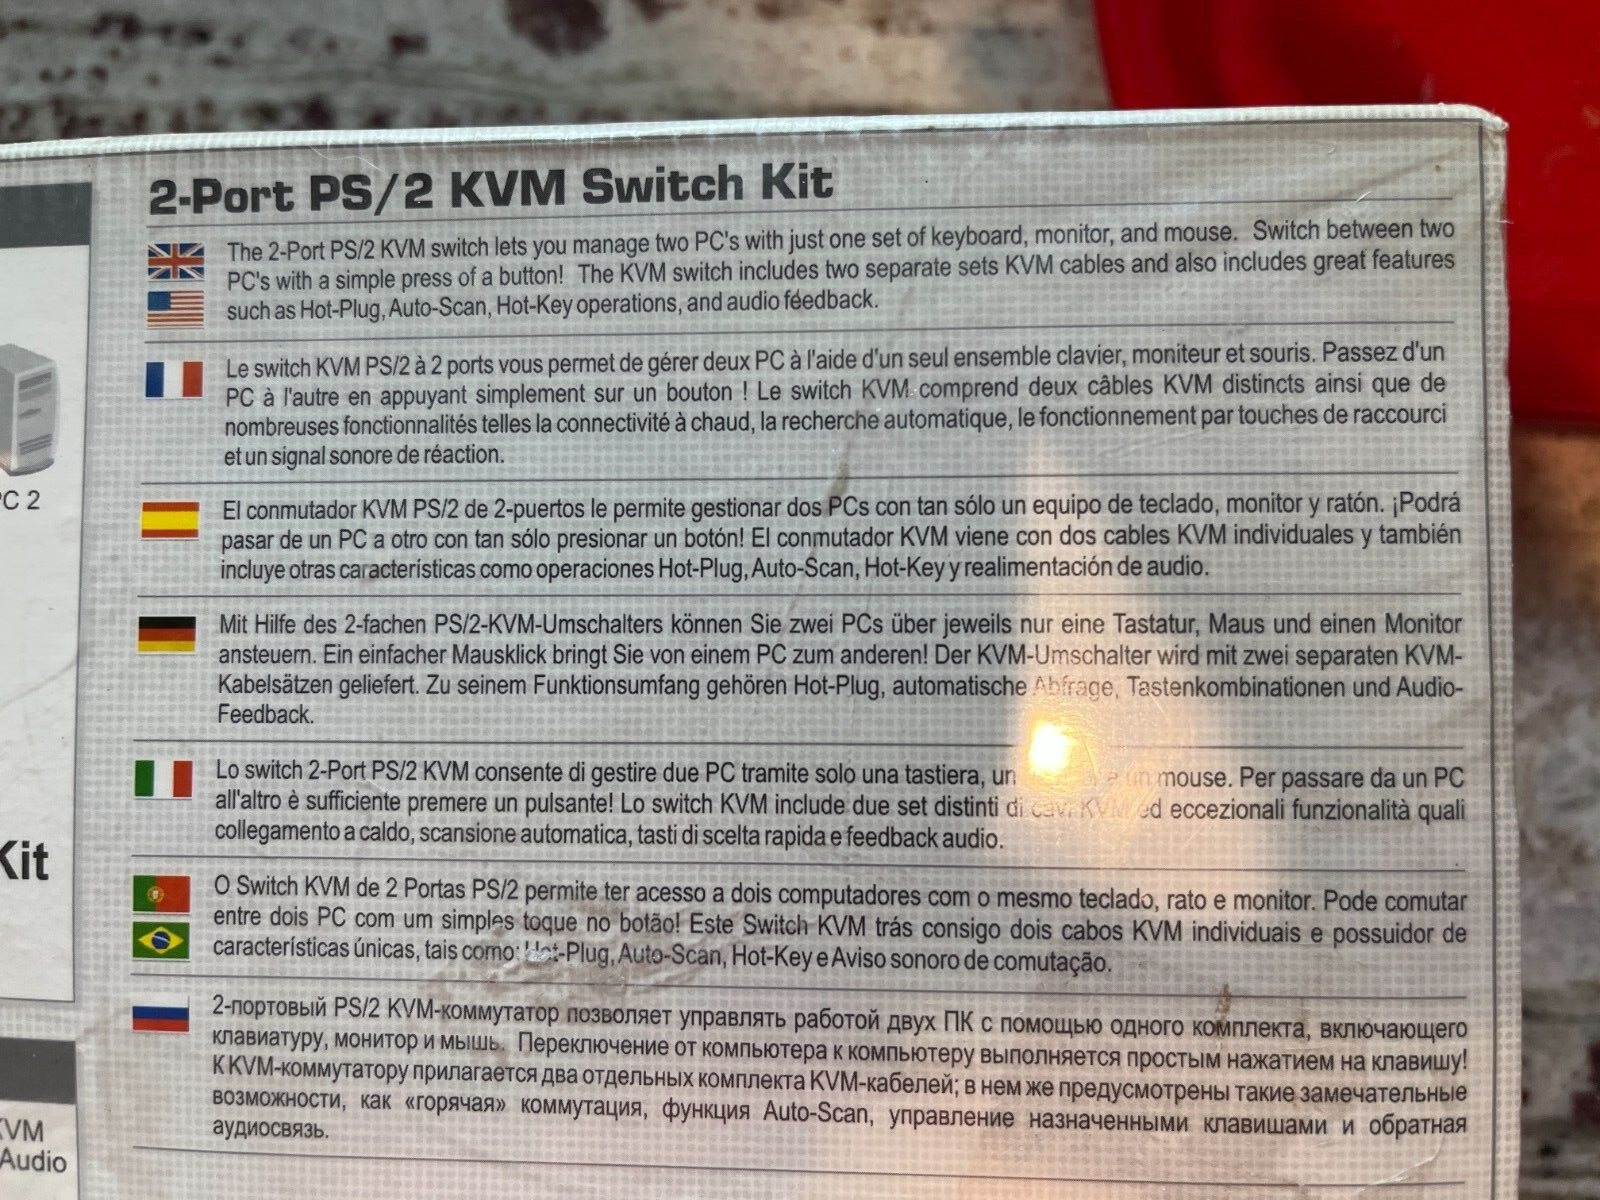 2-Port PS/2 KVM Switch Kit
The 2-Port PS/2 KVM switch lets you manage two PC's with just one set of keyboard, monitor, and mouse. Switch between two
PC's with a simple press of a button! The KVM switch includes two separate sets KVM cables and also includes great features
such as Hot-Plug, Auto-Scan, Hot-Key operations, and audio feedback.
Le switch KVM PS/2 à 2 ports vous permet de gérer deux PC à l'aide d'un seul ensemble clavier, moniteur et souris. Passez d'un
PC à l'autre en appuyant simplement sur un bouton ! Le switch KVM comprend deux câbles KVM distincts ainsi que de
nombreuses fonctionnalités telles la connectivité à chaud, la recherche automatique, le fonctionnement par touches de raccourci
et un signal sonore de réaction.
El conmutador KVM PS/2 de 2-puertos le permite gestionar dos PCs con tan sólo un equipo de teclado, monitor y ratón. ¡Podrá
pasar de un PC a otro con tan sólo presionar un botón! El conmutador KVM viene con dos cables KVM individuales y también
incluye otras características como operaciones Hot-Plug, Auto-Scan, Hot-Key y realimentación de audio.
Mit Hilfe des 2-fachen PS/2-KVM-Umschalters können Sie zwei PCs über jeweils nur eine Tastatur, Maus und einen Monitor
ansteuern. Ein einfacher Mausklick bringt Sie von einem PC zum anderen! Der KVM-Umschalter wird mit zwei separaten KVM-
Kabelsätzen geliefert. Zu seinem Funktionsumfang gehören Hot-Plug, automatische Abfrage, Tastenkombinationen und Audio-
Feedback.
Lo switch 2-Port PS/2 KVM consente di gestire due PC tramite solo una tastiera, un mouse. Per passare da un PC
all'altro è sufficiente premere un pulsante! Lo switch KVM include due set distinti di cavi KVM ed eccezionali funzionalità quali
collegamento a caldo, scansione automatica, tasti di scelta rapida e feedback audio.
O Switch KVM de 2 Portas PS/2 permite ter acesso a dois computadores com o mesmo teclado, rato e monitor. Pode comutar
entre dois PC com um simples toque no botão! Este Switch KVM trás consigo dois cabos KVM individuais e possuidor de
características únicas, tais como: Hot-Plug, Auto-Scan, Hot-Key e Aviso sonoro de comutação.
2-портовый PS/2 KVM-коммутатор позволяет управлять работой двух ПК с помощью одного комплекта, включающего
клавиатуру, монитор и мышь. Переключение от компьютера к компьютеру выполняется простым нажатием на клавишу!
К KVM-коммутатору прилагается два отдельных комплекта KVM-кабелей; в нем же предусмотрены такие замечательные
возможности, как «горячая» коммутация, функция Auto-Scan, управление назначенными клавишами и обратная
аудиосвязь.
PC 2
Kit
KVM
Audio